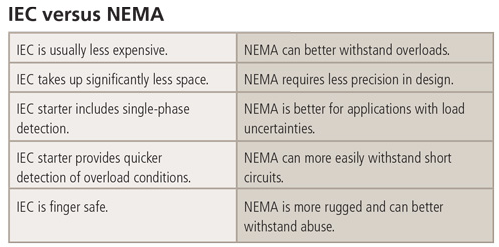 IEC versus NEMA
IEC is usually less expensive.
NEMA can better withstand overloads.
IEC takes up significantly less space.
NEMA requires less precision in design.
IEC starter includes single-phase
detection.
NEMA is better for applications with load
uncertainties.
IEC starter provides quicker
detection of overload conditions.
NEMA can more easily withstand short
circuits.
IEC is finger safe.
NEMA is more rugged and can better
withstand abuse.